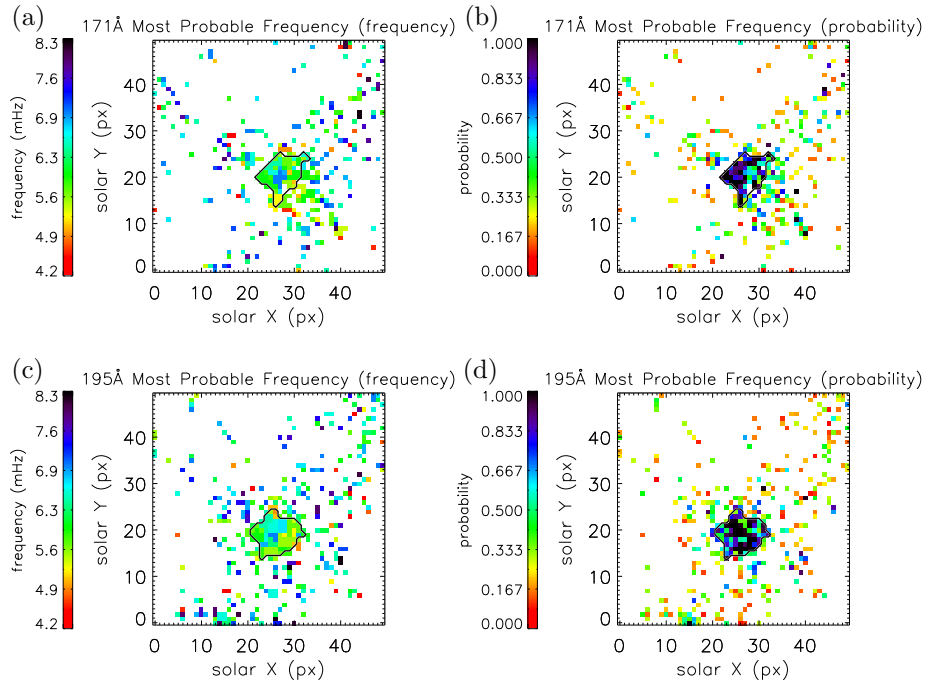 (a)
171Å Most Probable Frequency (frequency)
8.3
7.6
6.9
6.3
5.6
4.9
4.2
frequency (mHz)
40
30
20
10
0
solar Y (px)
0 10 20 30 40
solar X (px)
(b)
171Å Most Probable Frequency (probability)
1.000
0.833
0.667
0.500
0.333
0.167
0.000
probability
40
30
20
10
0
solar Y (px)
0 10 20 30 40
solar X (px)
(c)
195Å Most Probable Frequency (frequency)
8.3
7.6
6.9
6.3
5.6
4.9
4.2
frequency (mHz)
40
30
20
10
0
solar Y (px)
0 10 20 30 40
solar X (px)
(d)
195Å Most Probable Frequency (probability)
1.000
0.833
0.667
0.500
0.333
0.167
0.000
probability
40
30
20
10
0
solar Y (px)
0 10 20 30 40
solar X (px)